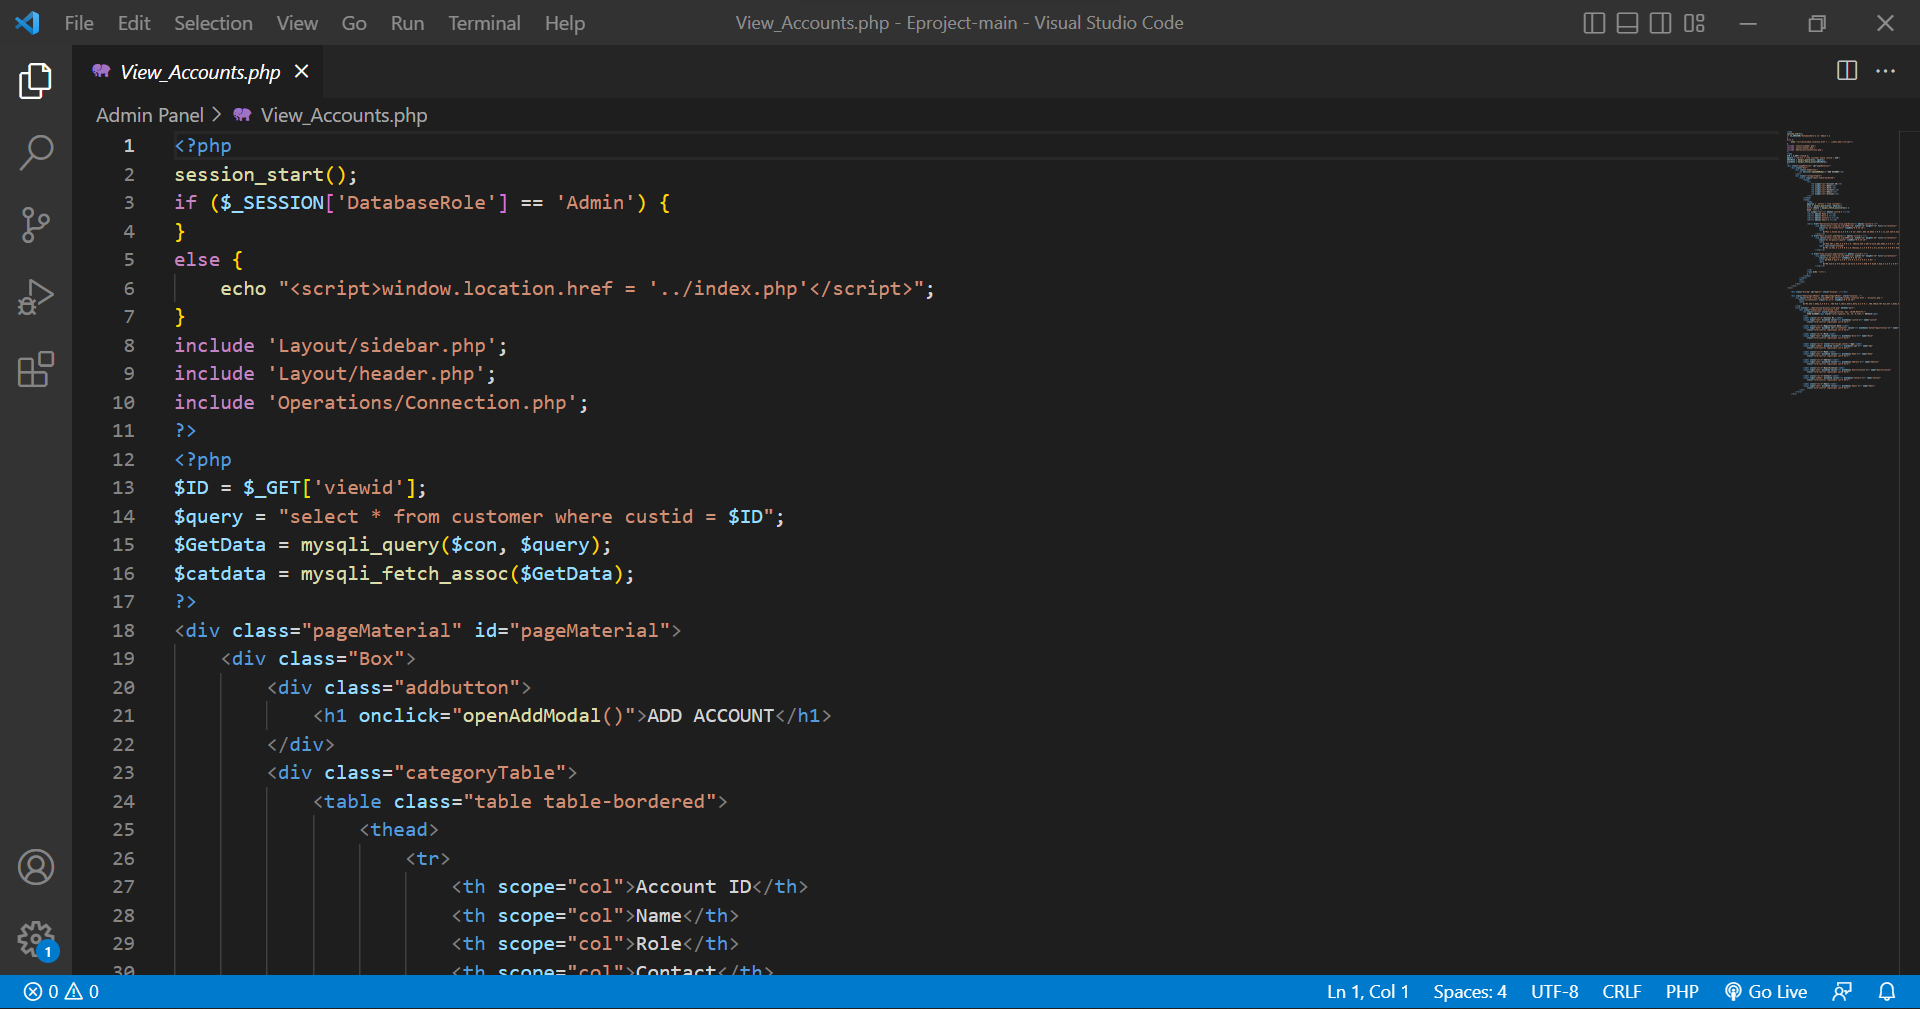 File Edit Selection View Go Run Terminal Help View_Accounts.php - Eproject-main - Visual Studio Code
View_Accounts.php
Admin Panel > View_Accounts.php
1 <?php
2 session_start();
3 if ($_SESSION['DatabaseRole'] == 'Admin') {
4 }
5 else {
6     echo "<script>window.location.href = '../index.php'</script>";
7 }
8 include 'Layout/sidebar.php';
9 include 'Layout/header.php';
10 include 'Operations/Connection.php';
11 ?>
12 <?php
13 $ID = $_GET['viewid'];
14 $query = "select * from customer where custid = $ID";
15 $GetData = mysqli_query($con, $query);
16 $catdata = mysqli_fetch_assoc($GetData);
17 ?>
18 <div class="pageMaterial" id="pageMaterial">
19     <div class="Box">
20         <div class="addbutton">
21             <h1 onclick="openAddModal()">ADD ACCOUNT</h1>
22         </div>
23         <div class="categoryTable">
24             <table class="table table-bordered">
25                 <thead>
26                     <tr>
27                         <th scope="col">Account ID</th>
28                         <th scope="col">Name</th>
29                         <th scope="col">Role</th>
30                         <th scope="col">Contact</th>
1
0 0 Ln 1, Col 1 Spaces: 4 UTF-8 CRLF PHP Go Live